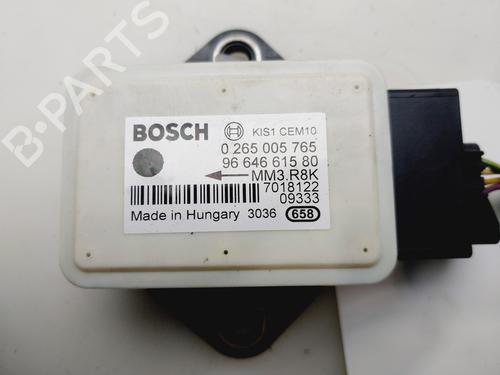 B-PARTS
BOSCH KIS1 CEM10
0 265 005 765
96 646 615 80
MM3.R8K
7018122
09333
Made in Hungary 3036 658